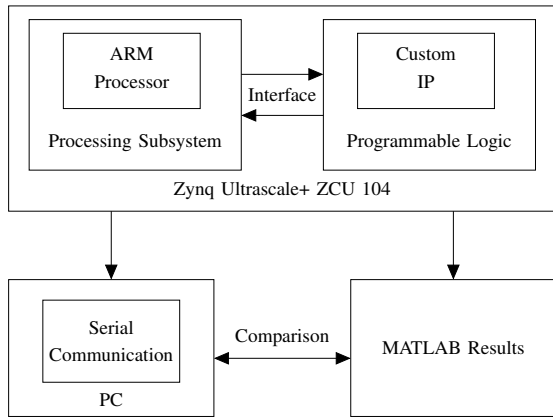 ARM
Processor
Processing Subsystem
Interface
Custom
IP
Programmable Logic
Zynq Ultrascale+ ZCU 104
Serial
Communication
PC
Comparison
MATLAB Results